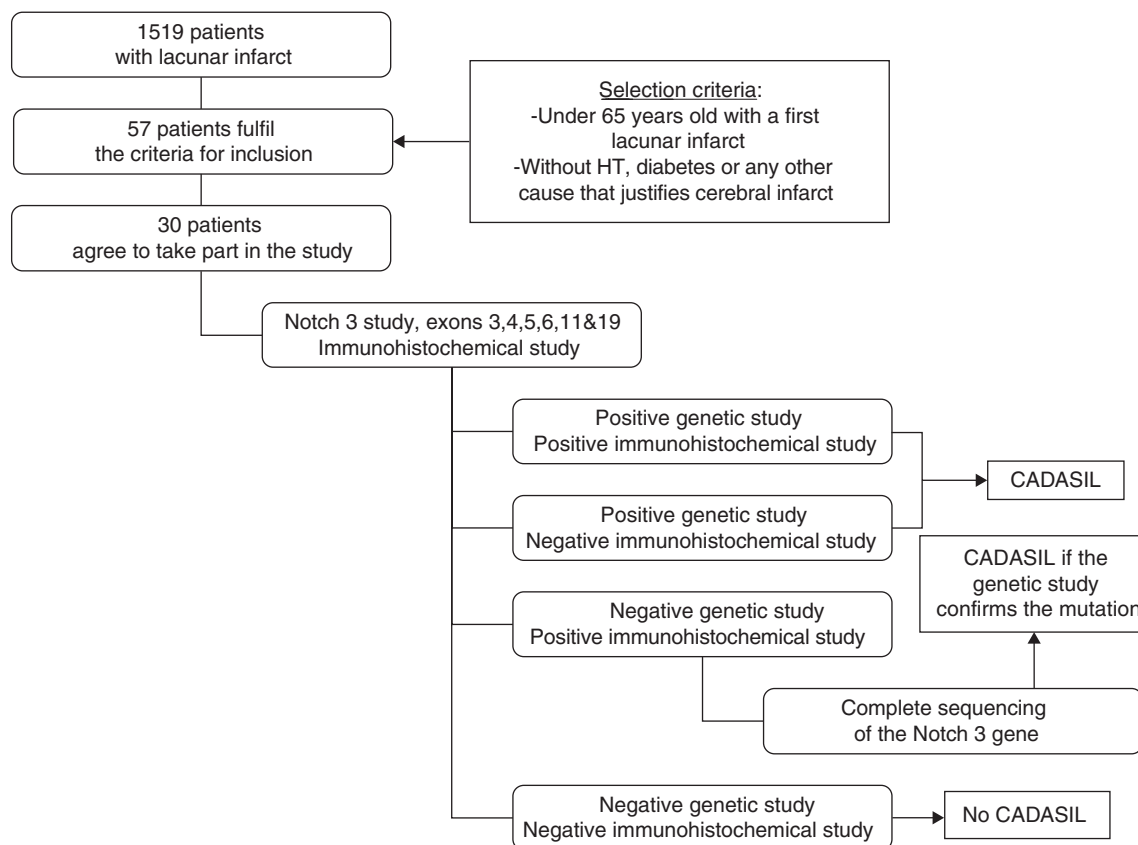 1519 patients
with lacunar infarct
57 patients fulfil
the criteria for inclusion
Selection criteria:
-Under 65 years old with a first
lacunar infarct
-Without HT, diabetes or any other
cause that justifies cerebral infarct
30 patients
agree to take part in the study
Notch 3 study, exons 3,4,5,6,11&19
Immunohistochemical study
Positive genetic study
Positive immunohistochemical study
CADASIL
Positive genetic study
Negative immunohistochemical study
CADASIL if the
genetic study
confirms the mutation
Negative genetic study
Positive immunohistochemical study
Complete sequencing
of the Notch 3 gene
Negative genetic study
Negative immunohistochemical study
No CADASIL